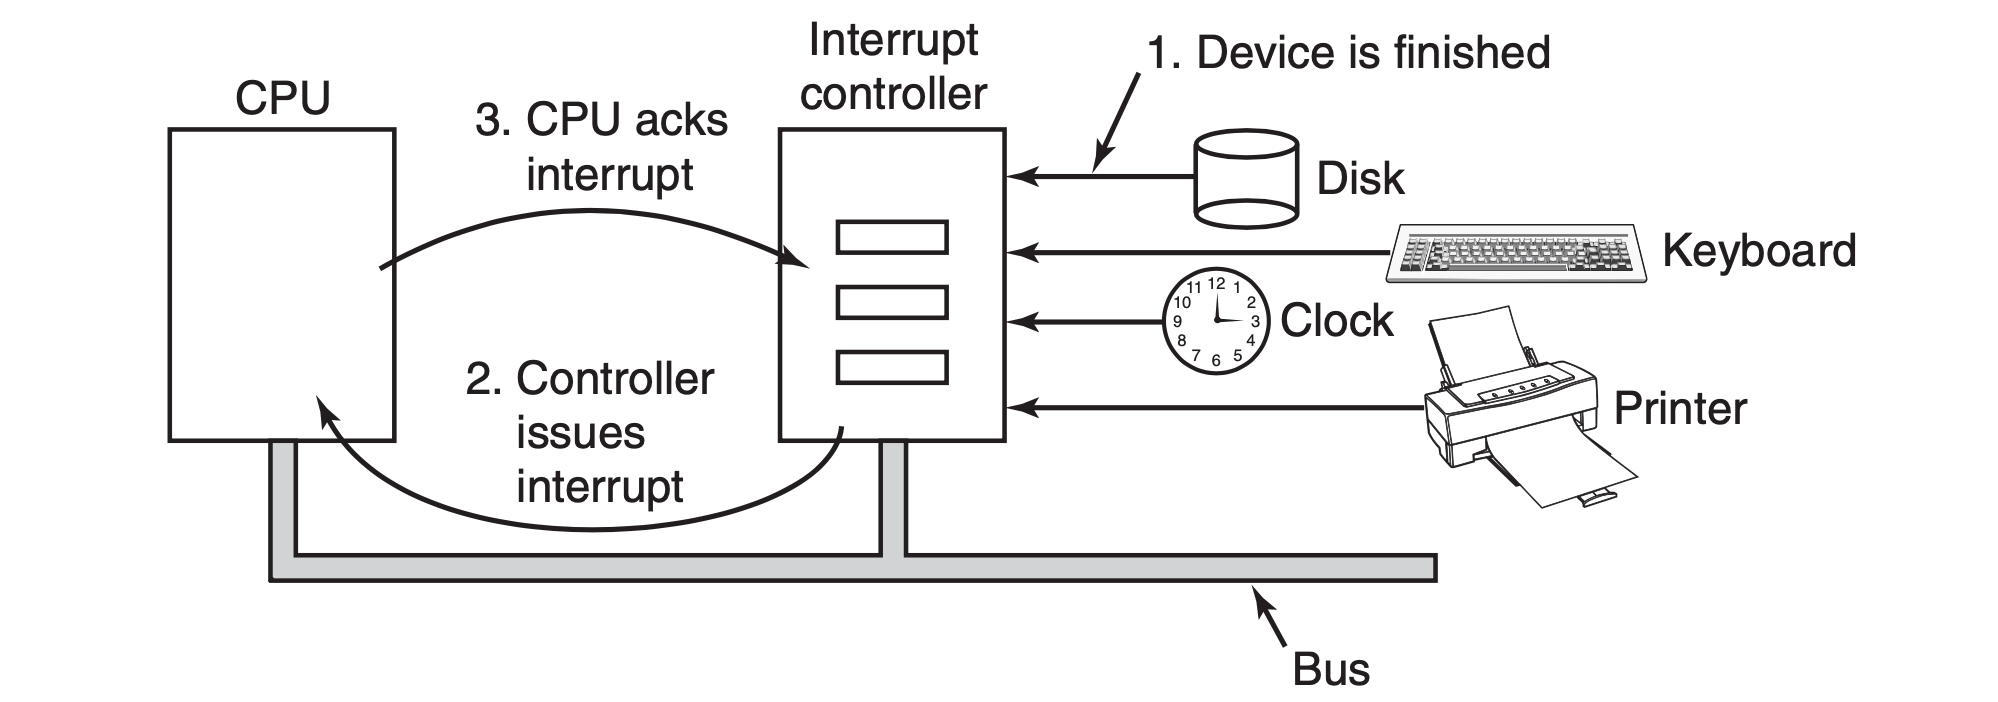 Interrupt
controller
1. Device is finished
CPU
3. CPU acks
interrupt
Disk
Keyboard
11 12 1
10 2
9 3
8 4
7 6 5
Clock
2. Controller
issues
interrupt
Printer
Bus